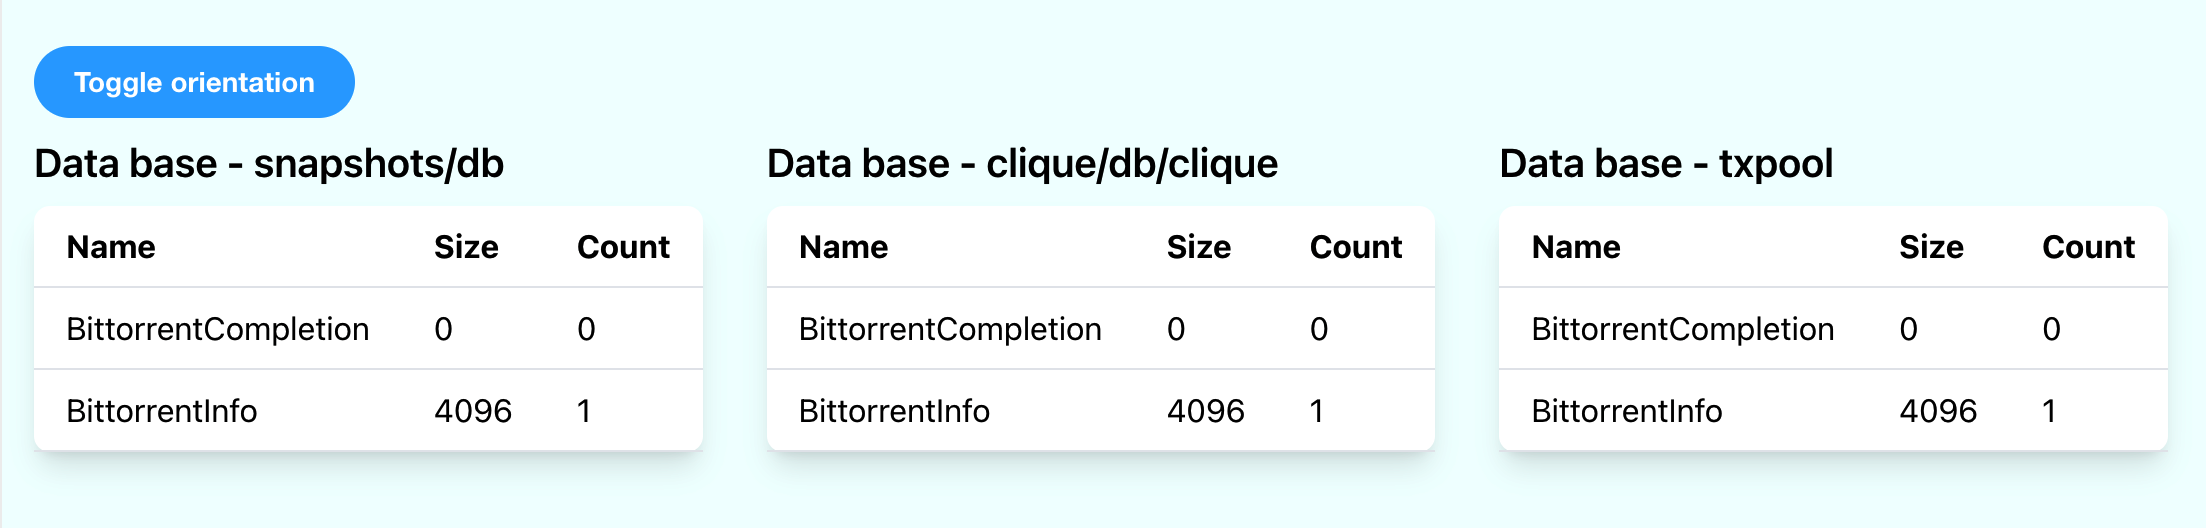 Toggle orientation
Data base - snapshots/db
Name Size Count
BittorrentCompletion 0 0
BittorrentInfo 4096 1
Data base - clique/db/clique
Name Size Count
BittorrentCompletion 0 0
BittorrentInfo 4096 1
Data base - txpool
Name Size Count
BittorrentCompletion 0 0
BittorrentInfo 4096 1